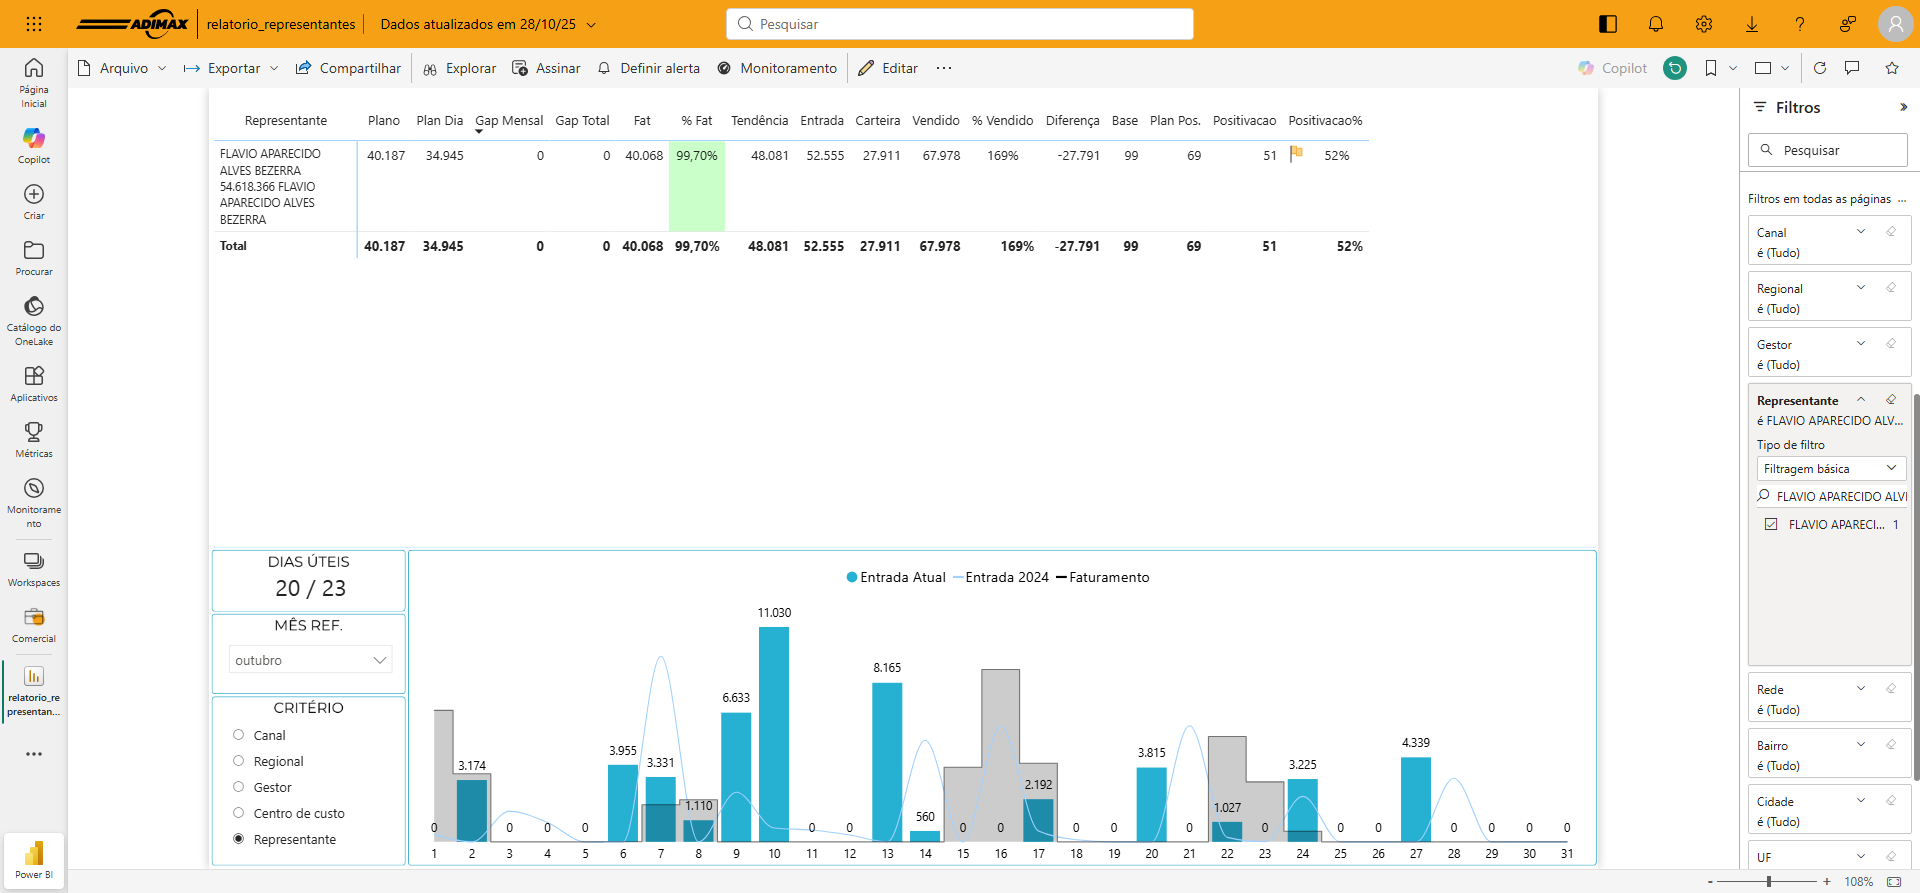 ADIMAX
relatorio_representantes
Dados atualizados em 28/10/25
Pesquisar
Arquivo
Exportar
Compartilhar
Explorar
Assinar
Definir alerta
Monitoramento
Editar
Copilot
Página
Inicial
Copilot
Criar
Procurar
Catálogo do
OneLake
Aplicativos
Métricas
Monitorame
nto
Workspaces
Comercial
relatorio_re
presentan...
Power BI
Representante Plano Plan Dia Gap Mensal Gap Total Fat % Fat Tendência Entrada Carteira Vendido % Vendido Diferença Base Plan Pos. Positivacao Positivacao%
FLAVIO APARECIDO 40.187 34.945 0 0 40.068 99,70% 48.081 52.555 27.911 67.978 169% -27.791 99 69 51 52%
ALVES BEZERRA
54.618.366 FLAVIO
APARECIDO ALVES
BEZERRA
Total 40.187 34.945 0 0 40.068 99,70% 48.081 52.555 27.911 67.978 169% -27.791 99 69 51 52%
DIAS ÚTEIS
20 / 23
MÊS REF.
outubro
CRITÉRIO
Canal
Regional
Gestor
Centro de custo
Representante
Entrada Atual Entrada 2024 Faturamento
0 3.174 0 0 0 3.955 3.331 1.110 6.633 11.030 0 0 8.165 560 0 0 2.192 0 0 3.815 0 1.027 0 3.225 0 0 4.339 0 0 0 0
1 2 3 4 5 6 7 8 9 10 11 12 13 14 15 16 17 18 19 20 21 22 23 24 25 26 27 28 29 30 31
Filtros
Pesquisar
Filtros em todas as páginas ...
Canal
é (Tudo)
Regional
é (Tudo)
Gestor
é (Tudo)
Representante
é FLAVIO APARECIDO ALV...
Tipo de filtro
Filtragem básica
FLAVIO APARECIDO ALVI
FLAVIO APARECI... 1
Rede
é (Tudo)
Bairro
é (Tudo)
Cidade
é (Tudo)
UF
- + 108%